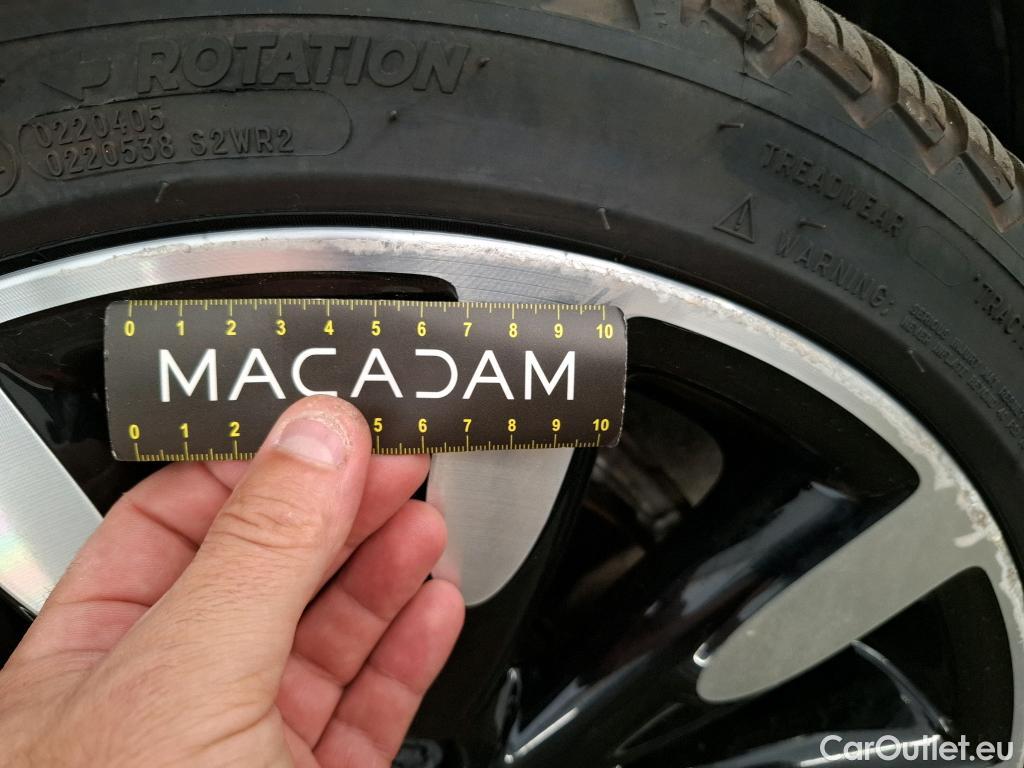 ROTATION
0220405
0220538 S2WR2
TREADWEAR
TRAC
WARNING:
0 1 2 3 4 5 6 7 8 9 10
MACADAM
0 1 2 5 6 7 8 9 10
CarOutlet.eu